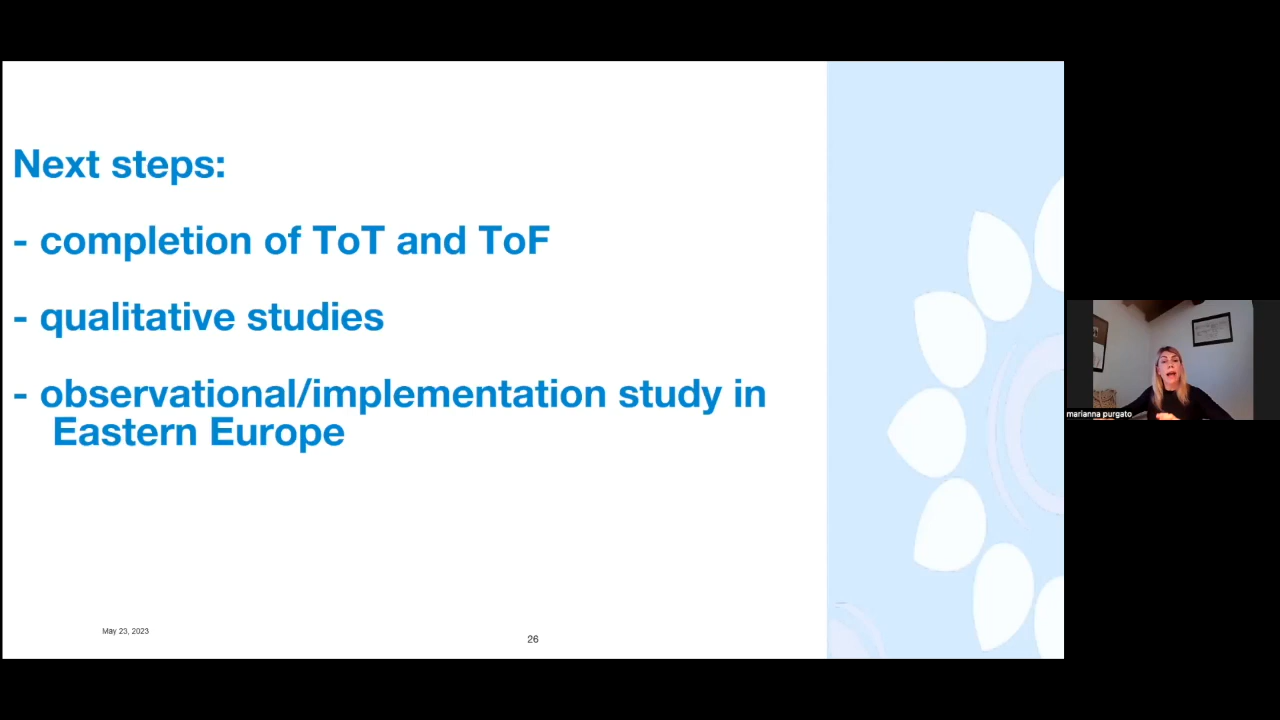 Next steps:
- completion of ToT and ToF
- qualitative studies
- observational/implementation study in
Eastern Europe
May 23, 2023
26
marianna purgato